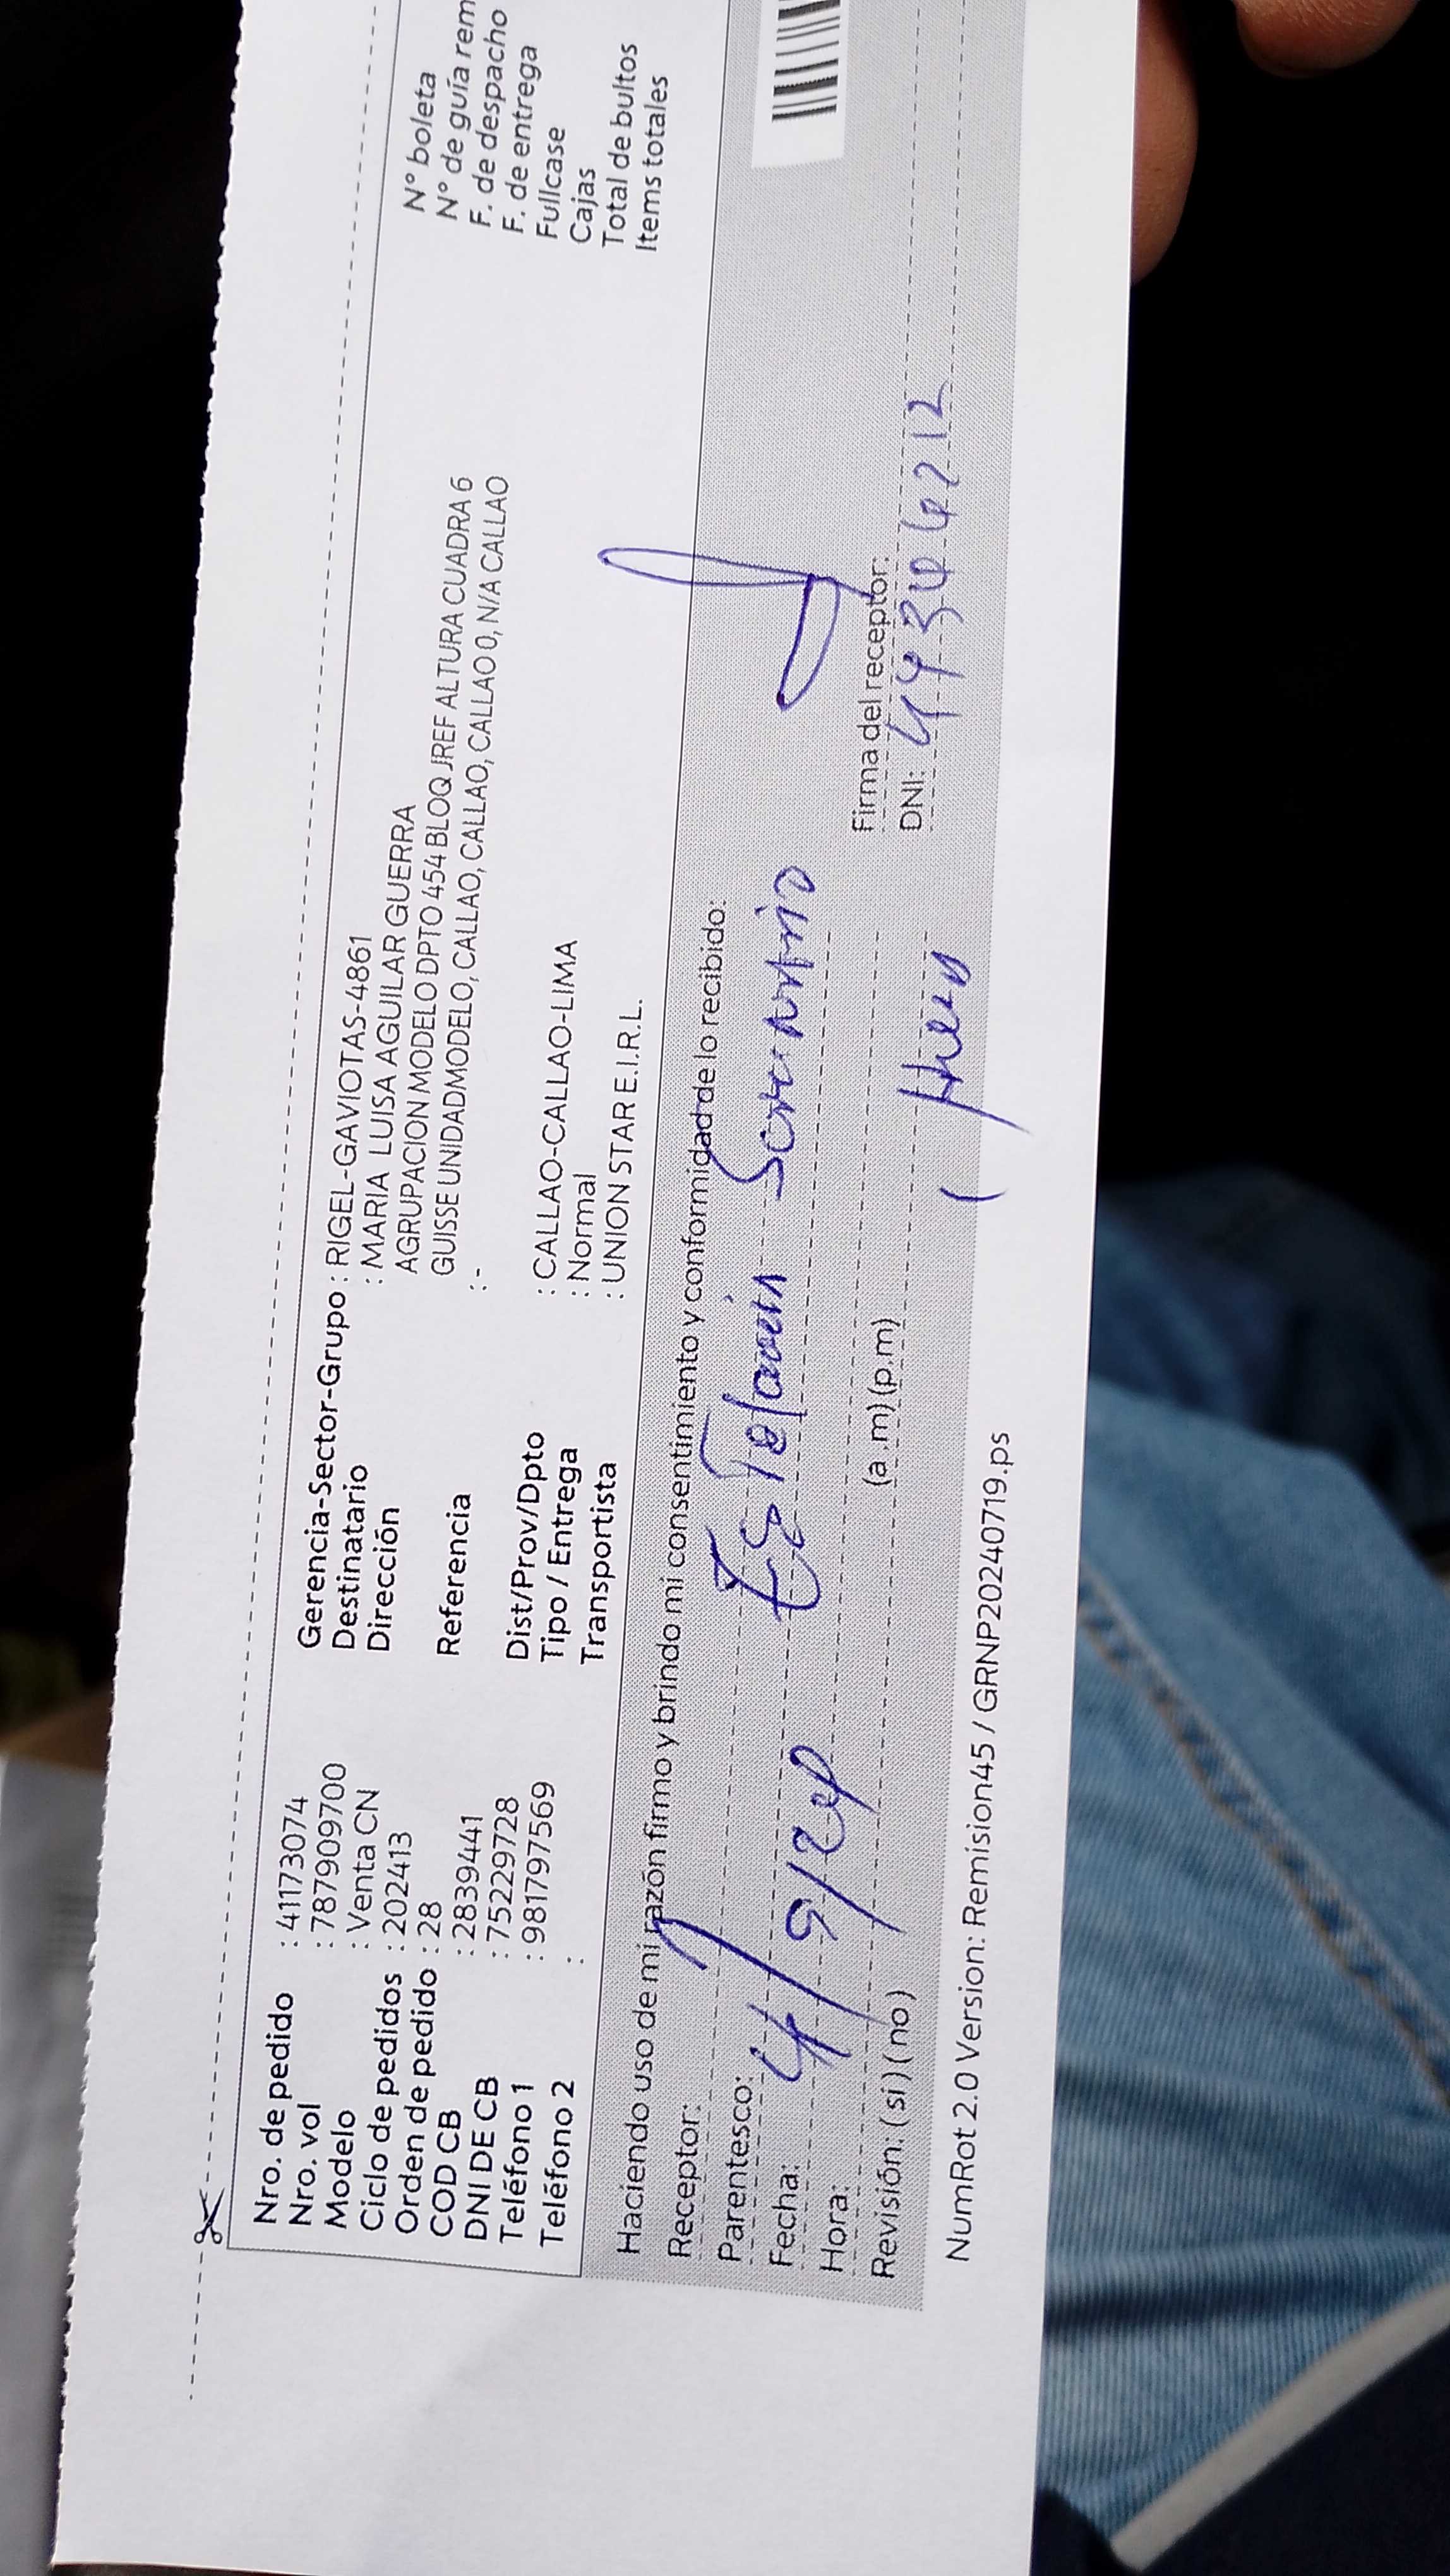 Nro. de pedido : 41173074
Nro. vol : 787909700
Modelo : Venta CN
Ciclo de pedidos : 202413
Orden de pedido : 28
COD CB : 2839441
DNI DE CB : 75229728
Teléfono 1 : 981797569
Teléfono 2 :
Gerencia-Sector-Grupo : RIGEL-GAVIOTAS-4861
Destinatario : MARIA LUISA AGUILAR GUERRA
Dirección AGRUPACION MODELO DPTO 454 BLOQ JREF ALTURA CUADRA 6
GUISSE UNIDADMODELO, CALLAO, CALLAO, CALLAO, CALLAO 0, N/A CALLAO
Referencia : -
Dist/Prov/Dpto : CALLAO-CALLAO-LIMA
Tipo / Entrega : Normal
Transportista : UNION STAR E.I.R.L.
N° boleta
N° de guía rem
F. de despacho
F. de entrega
Fullcase
Cajas
Total de bultos
Items totales
Haciendo uso de mi razón firmo y brindo mi consentimiento y conformidad de lo recibido:
Receptor:
Parentesco:
Fecha:
Hora: (a .m) (p.m)
Revisión: ( si ) ( no )
Firma del receptor:
DNI:
NumRot 2.0 Version: Remision45 / GRNP20240719.ps